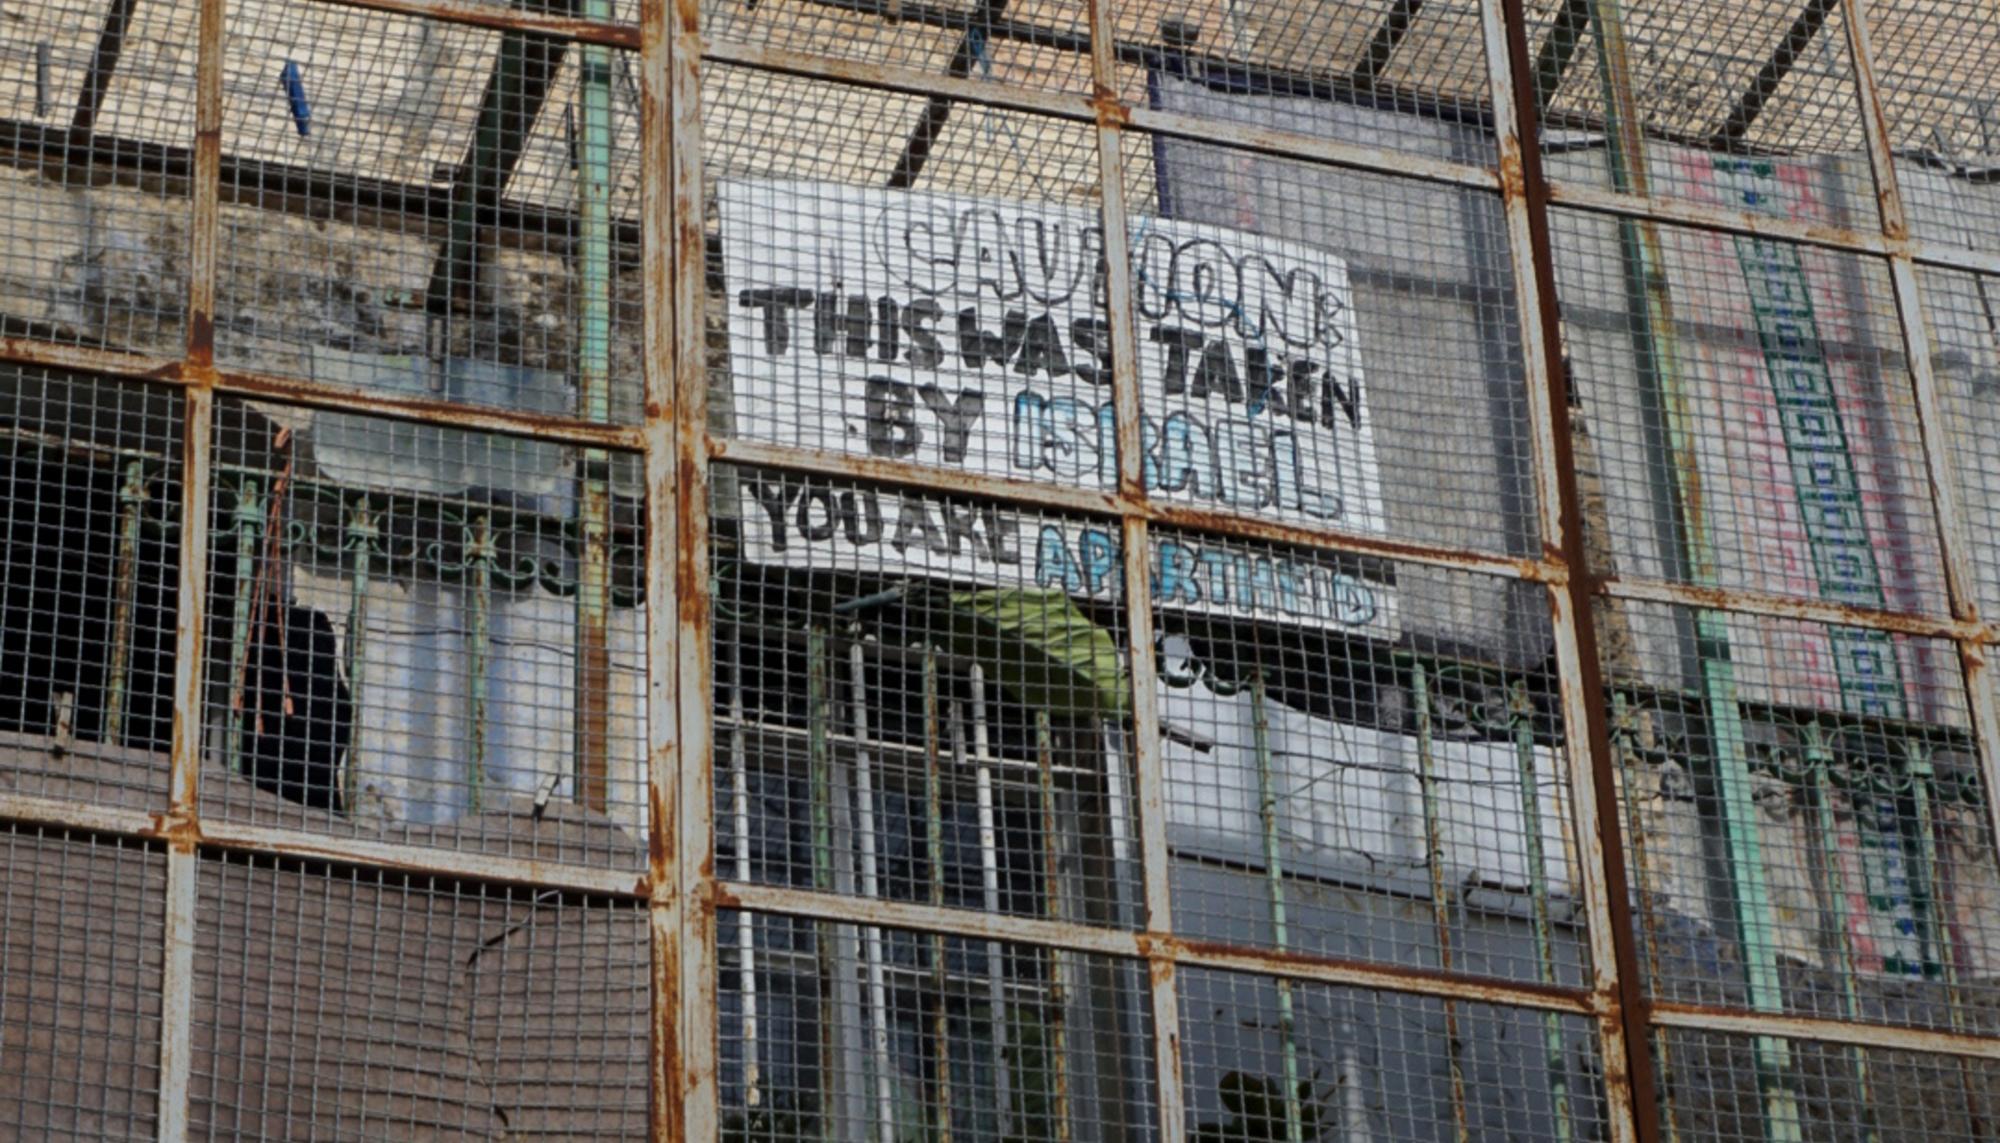 CAUTION:
THIS WAS TAKEN
BY ISRAEL
YOU ARE APARTHEID